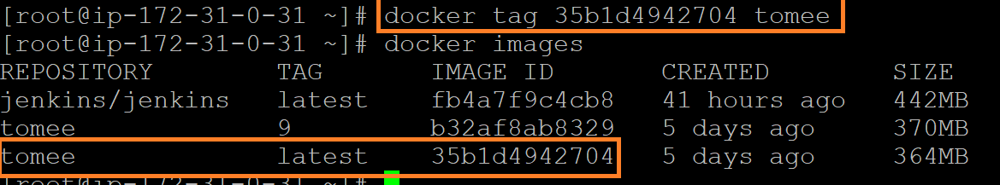 [root@ip-172-31-0-31 ~]# docker tag 35b1d4942704 tomee
[root@ip-172-31-0-31 ~]# docker images
REPOSITORY TAG IMAGE ID CREATED SIZE
jenkins/jenkins latest fb4a7f9c4cb8 41 hours ago 442MB
tomee 9 b32af8ab8329 5 days ago 370MB
tomee latest 35b1d4942704 5 days ago 364MB
[root@ip-172-31-0-31 ~]#